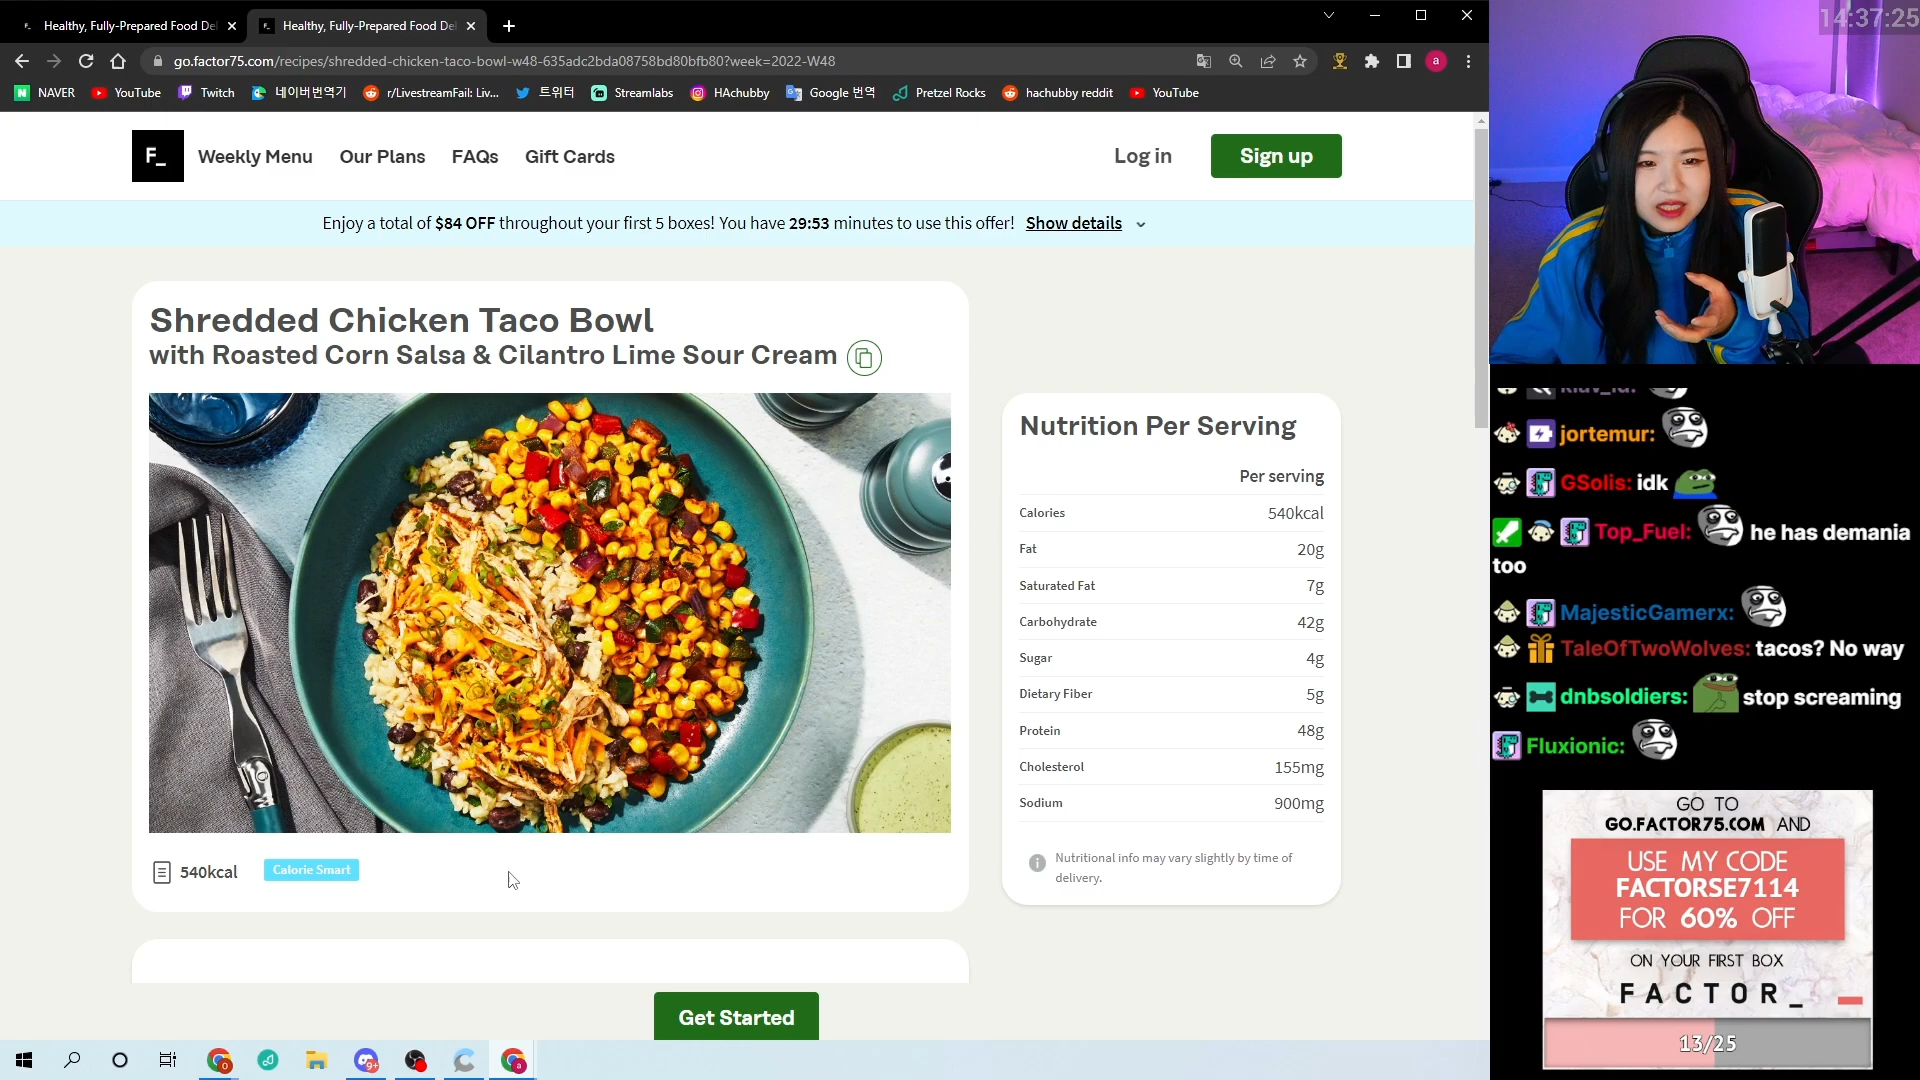 Healthy, Fully-Prepared Food Del
Healthy, Fully-Prepared Food Del
14:37:25
go.factor75.com/recipes/shredded-chicken-taco-bowl-w48-635adc2bda08758bd80bfb80?week=2022-W48
a
NAVER
YouTube
Twitch
네이버번역기
r/LivestreamFail: Liv...
트위터
Streamlabs
HAchubby
Google 번역
Pretzel Rocks
hachubby reddit
YouTube
F_
Weekly Menu
Our Plans
FAQs
Gift Cards
Log in
Sign up
Enjoy a total of $84 OFF throughout your first 5 boxes! You have 29:53 minutes to use this offer! Show details
Shredded Chicken Taco Bowl
with Roasted Corn Salsa & Cilantro Lime Sour Cream
540kcal
Calorie Smart
Nutrition Per Serving
Per serving
Calories 540kcal
Fat 20g
Saturated Fat 7g
Carbohydrate 42g
Sugar 4g
Dietary Fiber 5g
Protein 48g
Cholesterol 155mg
Sodium 900mg
Nutritional info may vary slightly by time of
delivery.
Get Started
jortemur:
GSolis: idk
Top_Fuel: he has demania
too
MajesticGamerx:
TaleOfTwoWolves: tacos? No way
dnbsoldiers: stop screaming
Fluxionic:
GO TO
GO.FACTOR75.COM AND
USE MY CODE
FACTORSE7114
FOR 60% OFF
ON YOUR FIRST BOX
FACTOR_
13/25